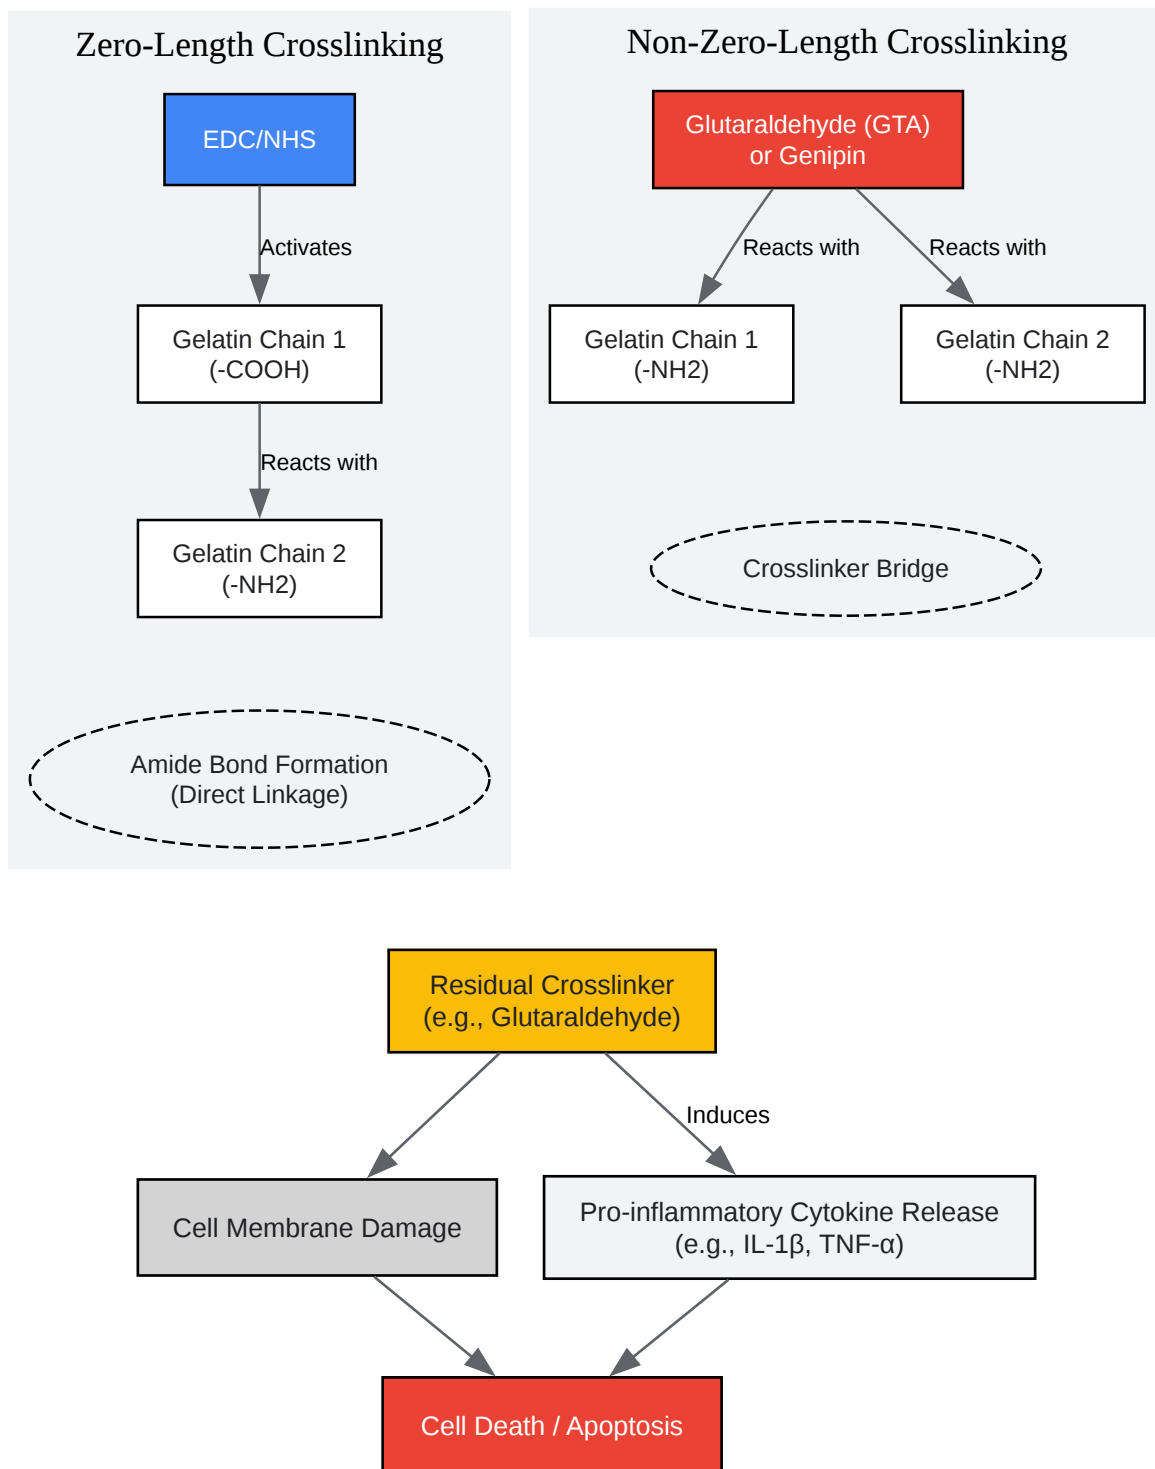 Zero-Length Crosslinking
EDC/NHS
Activates
Gelatin Chain 1
(-COOH)
Reacts with
Gelatin Chain 2
(-NH2)
Amide Bond Formation
(Direct Linkage)
Non-Zero-Length Crosslinking
Glutaraldehyde (GTA)
or Genipin
Reacts with
Reacts with
Gelatin Chain 1
(-NH2)
Gelatin Chain 2
(-NH2)
Crosslinker Bridge
Residual Crosslinker
(e.g., Glutaraldehyde)
Induces
Cell Membrane Damage
Pro-inflammatory Cytokine Release
(e.g., IL-1β, TNF-α)
Cell Death / Apoptosis